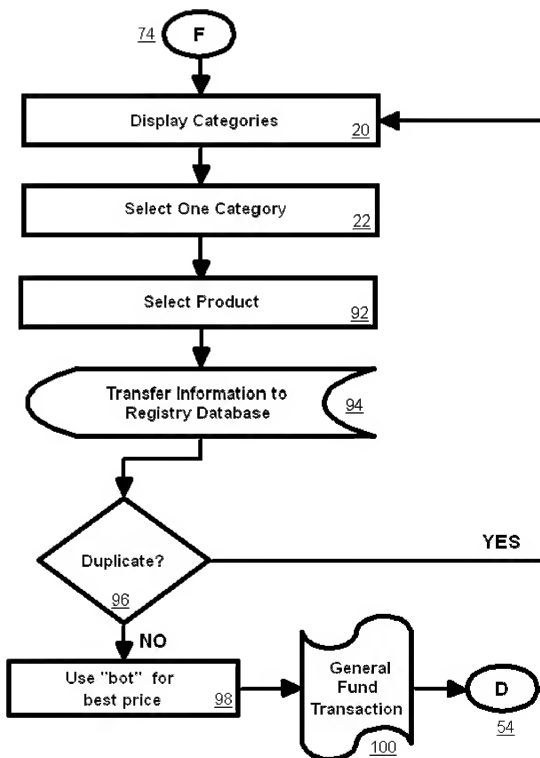 74
F
Display Categories
20
Select One Category
22
Select Product
92
Transfer Information to
Registry Database
94
Duplicate?
96
YES
NO
Use "bot" for
best price
98
General
Fund
Transaction
100
D
54